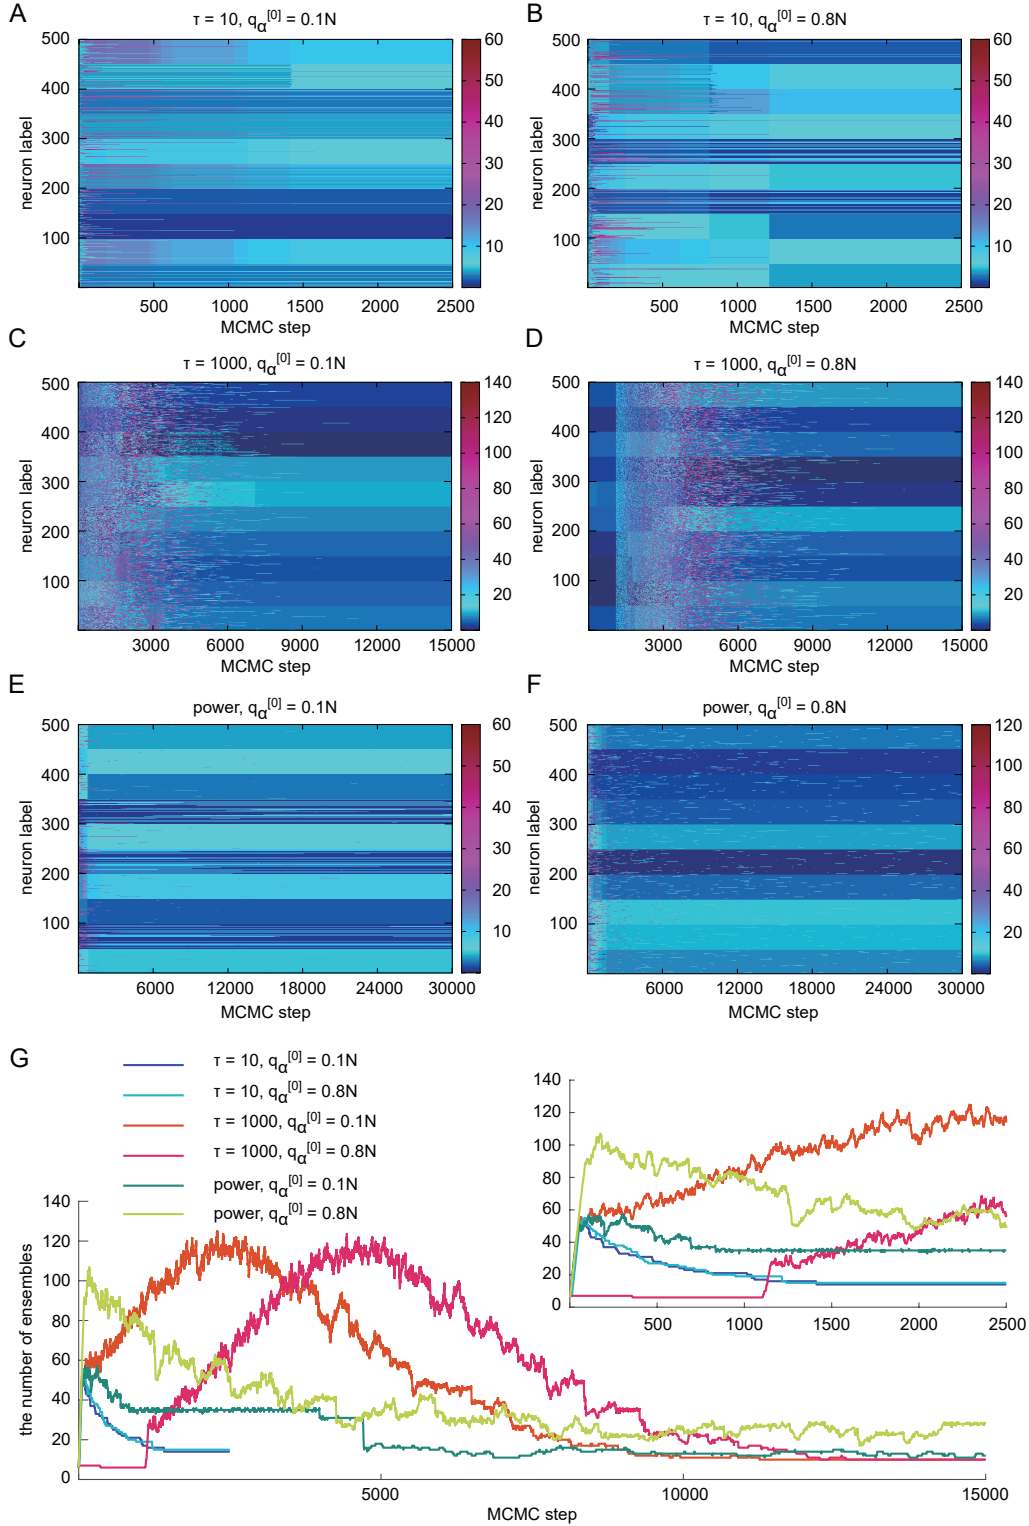 A
τ = 10, qα[0] = 0.1N
neuron label
500
400
300
200
100
500 1000 1500 2000 2500
MCMC step
60
50
40
30
20
10
B
τ = 10, qα[0] = 0.8N
neuron label
500
400
300
200
100
500 1000 1500 2000 2500
MCMC step
60
50
40
30
20
10
C
τ = 1000, qα[0] = 0.1N
neuron label
500
400
300
200
100
3000 6000 9000 12000 15000
MCMC step
140
120
100
80
60
40
20
D
τ = 1000, qα[0] = 0.8N
neuron label
500
400
300
200
100
3000 6000 9000 12000 15000
MCMC step
140
120
100
80
60
40
20
E
power, qα[0] = 0.1N
neuron label
500
400
300
200
100
6000 12000 18000 24000 30000
MCMC step
60
50
40
30
20
10
0
F
power, qα[0] = 0.8N
neuron label
500
400
300
200
100
6000 12000 18000 24000 30000
MCMC step
120
100
80
60
40
20
G
τ = 10, qα[0] = 0.1N
τ = 10, qα[0] = 0.8N
τ = 1000, qα[0] = 0.1N
τ = 1000, qα[0] = 0.8N
power, qα[0] = 0.1N
power, qα[0] = 0.8N
the number of ensembles
140
120
100
80
60
40
20
0
5000 10000 15000
MCMC step
140
120
100
80
60
40
20
0
500 1000 1500 2000 2500